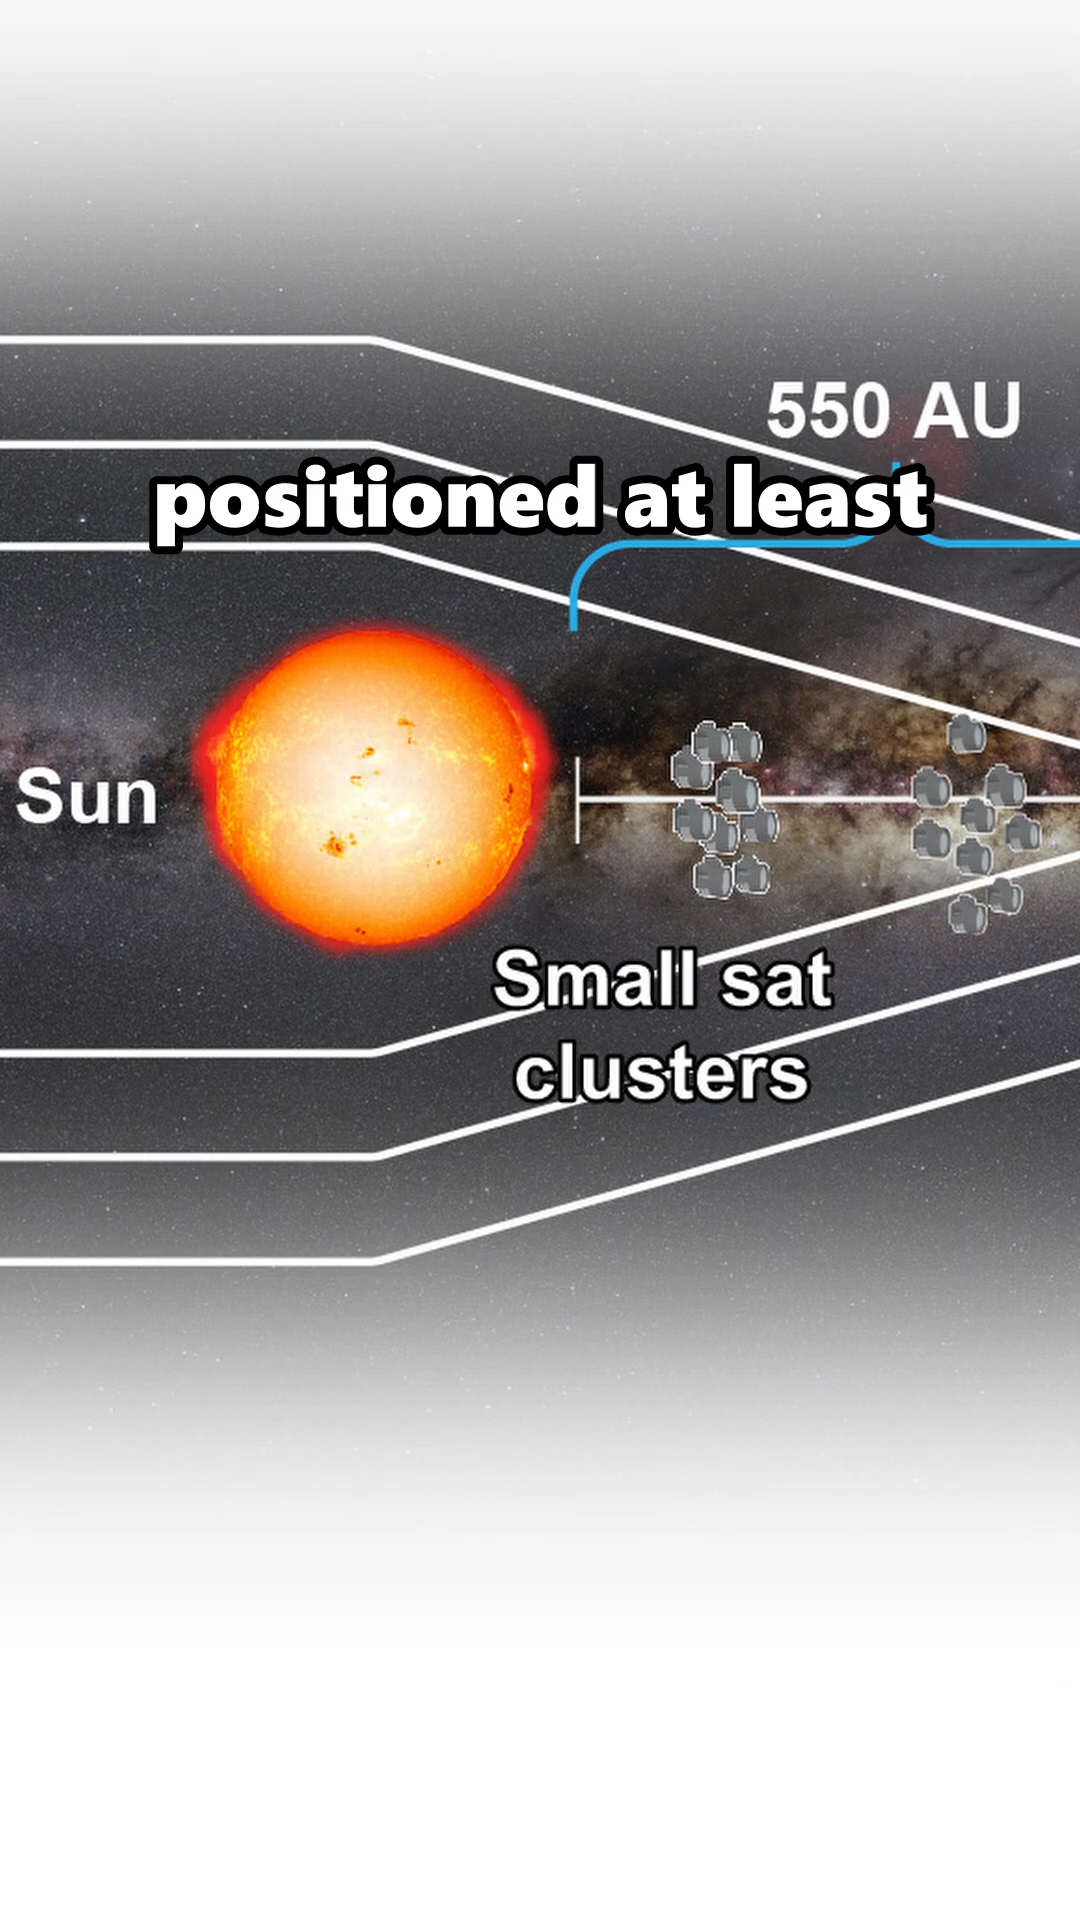 550 AU
positioned at least
Sun
Small sat
clusters